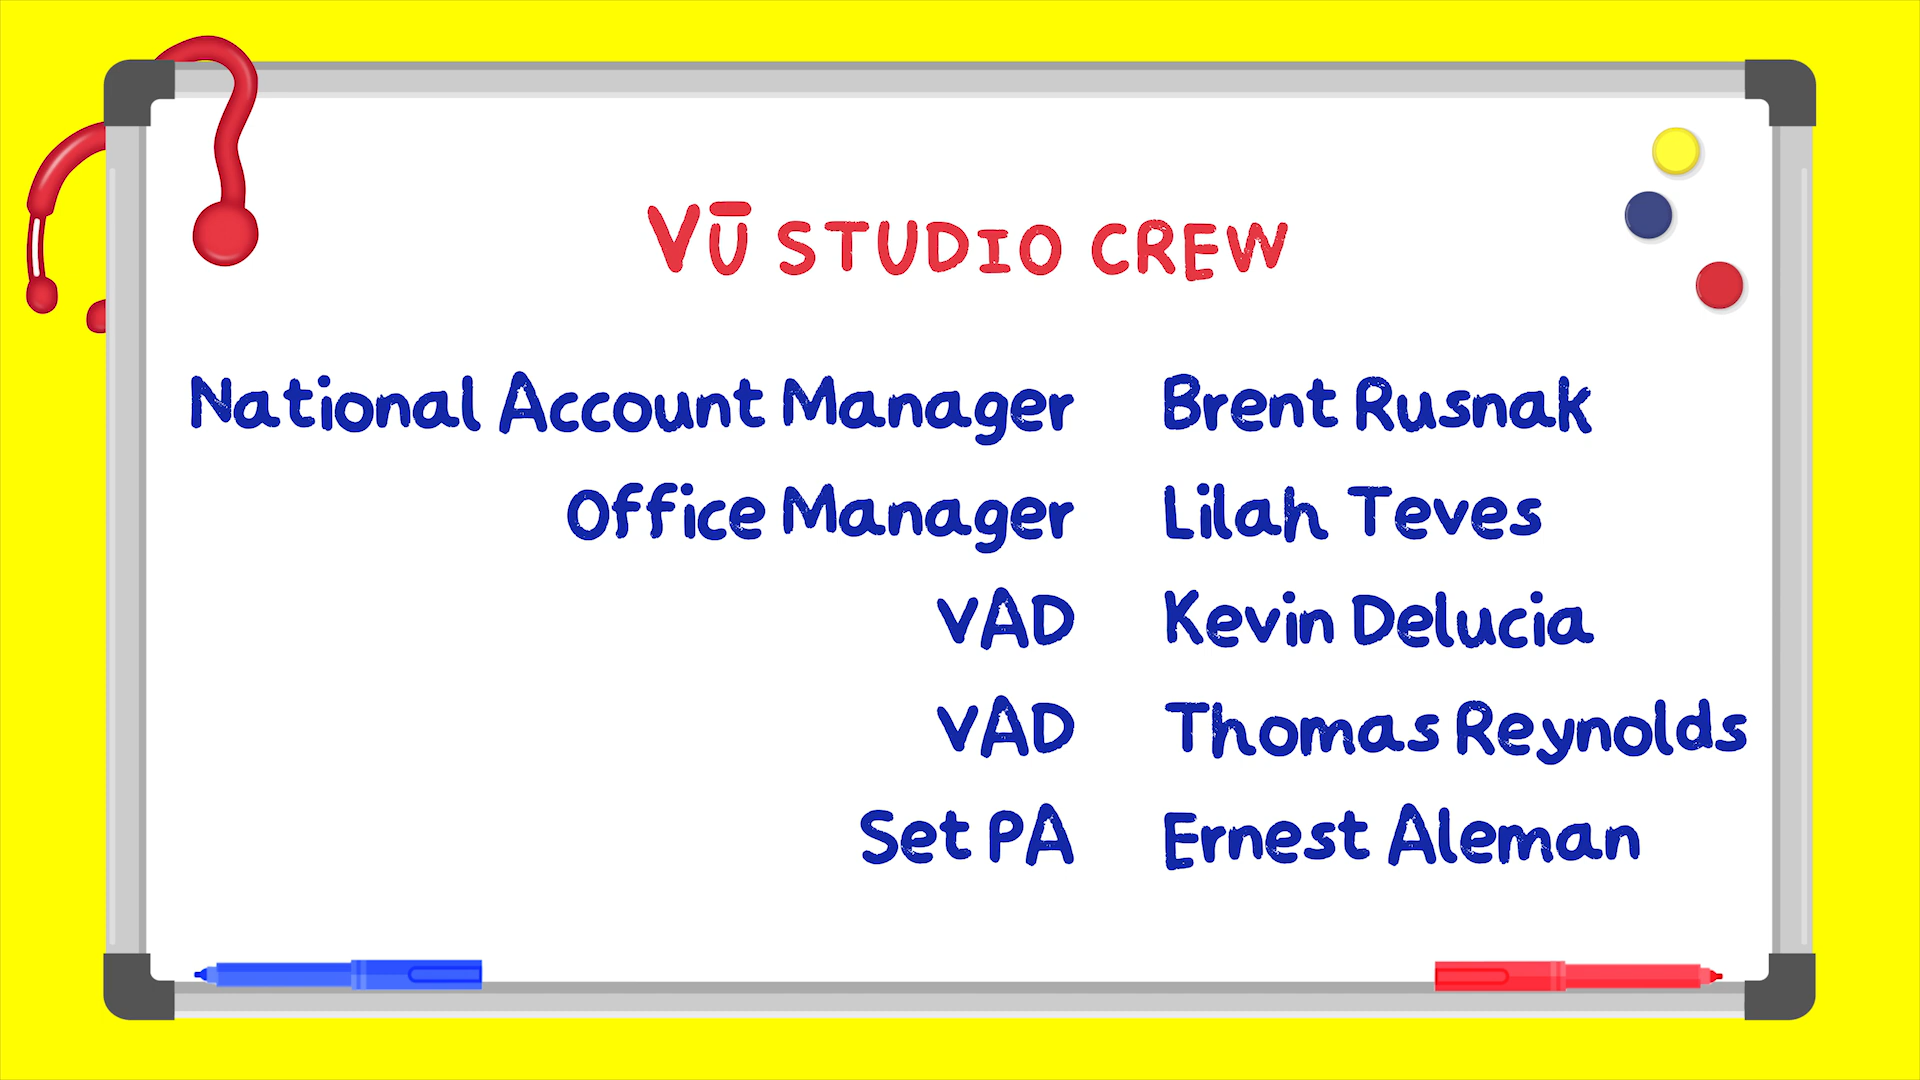 Vū STUDIO CREW
National Account Manager Brent Rusnak
Office Manager Lilah Teves
VAD Kevin Delucia
VAD Thomas Reynolds
Set PA Ernest Aleman